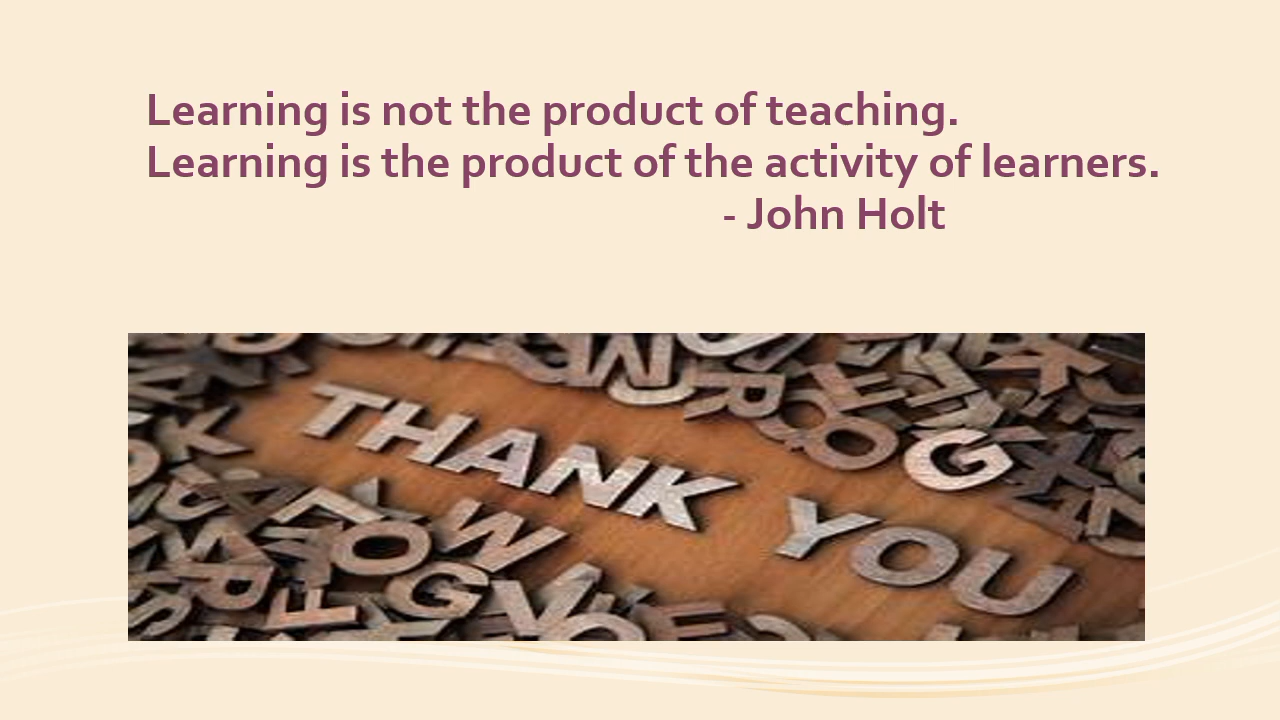 Learning is not the product of teaching.
Learning is the product of the activity of learners.
- John Holt
THANK YOU